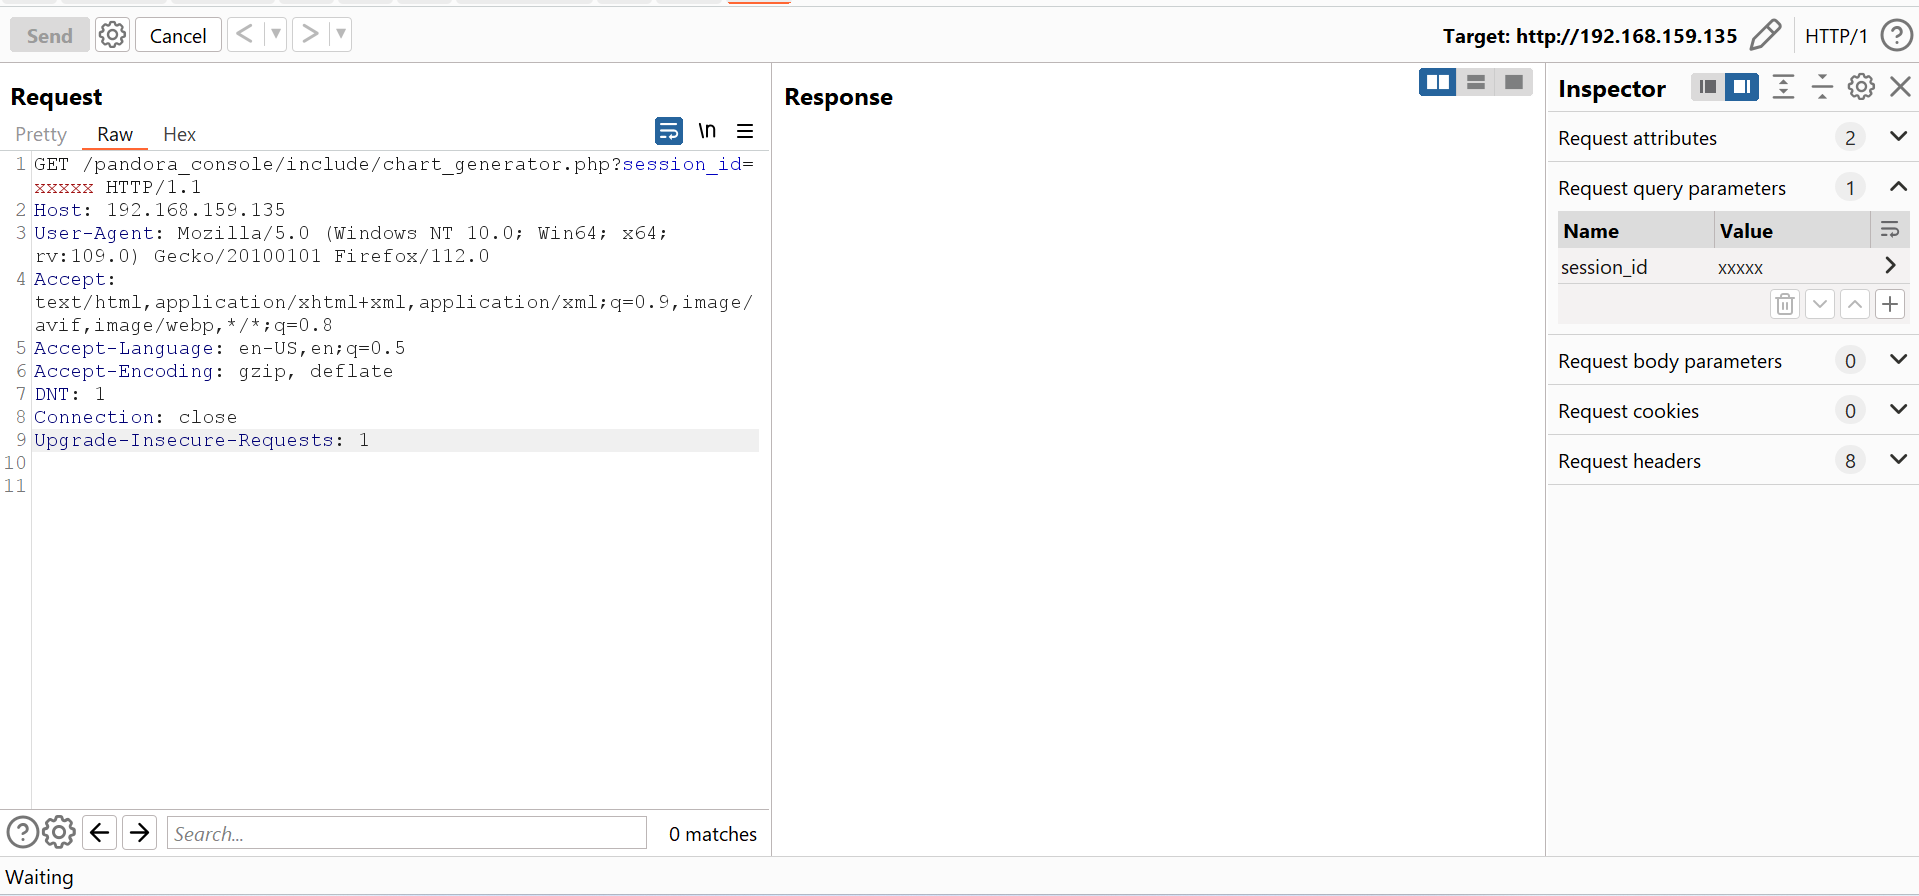 Send
Cancel
Target: http://192.168.159.135
HTTP/1
Request
Pretty
Raw
Hex
\n
1 GET /pandora_console/include/chart_generator.php?session_id=
xxxxx HTTP/1.1
2 Host: 192.168.159.135
3 User-Agent: Mozilla/5.0 (Windows NT 10.0; Win64; x64;
rv:109.0) Gecko/20100101 Firefox/112.0
4 Accept:
text/html,application/xhtml+xml,application/xml;q=0.9,image/
avif,image/webp,*/*;q=0.8
5 Accept-Language: en-US,en;q=0.5
6 Accept-Encoding: gzip, deflate
7 DNT: 1
8 Connection: close
9 Upgrade-Insecure-Requests: 1
10
11
Search...
0 matches
Response
Inspector
Request attributes 2
Request query parameters 1
Name Value
session_id xxxxx
Request body parameters 0
Request cookies 0
Request headers 8
Waiting